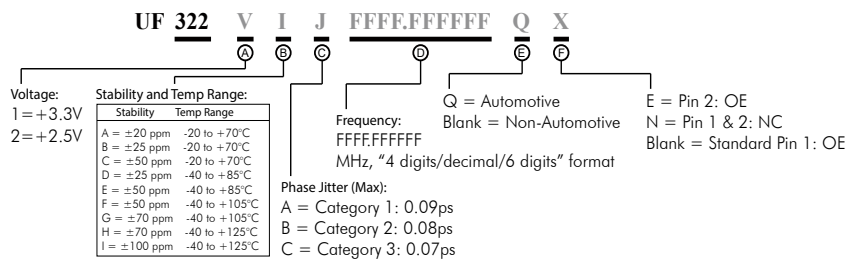 UF 322 V I J FFFF.FFFFFF Q X
A B C D E F
Voltage:
1=+3.3V
2=+2.5V
Stability and Temp Range:
Stability Temp Range
A = ±20 ppm -20 to +70°C
B = ±25 ppm -20 to +70°C
C = ±50 ppm -20 to +70°C
D = ±25 ppm -40 to +85°C
E = ±50 ppm -40 to +85°C
F = ±50 ppm -40 to +105°C
G = ±70 ppm -40 to +105°C
H = ±70 ppm -40 to +125°C
I = ±100 ppm -40 to +125°C
Phase Jitter (Max):
A = Category 1: 0.09ps
B = Category 2: 0.08ps
C = Category 3: 0.07ps
Frequency:
FFFF.FFFFFF
MHz, “4 digits/decimal/6 digits” format
Q = Automotive
Blank = Non-Automotive
E = Pin 2: OE
N = Pin 1 & 2: NC
Blank = Standard Pin 1: OE